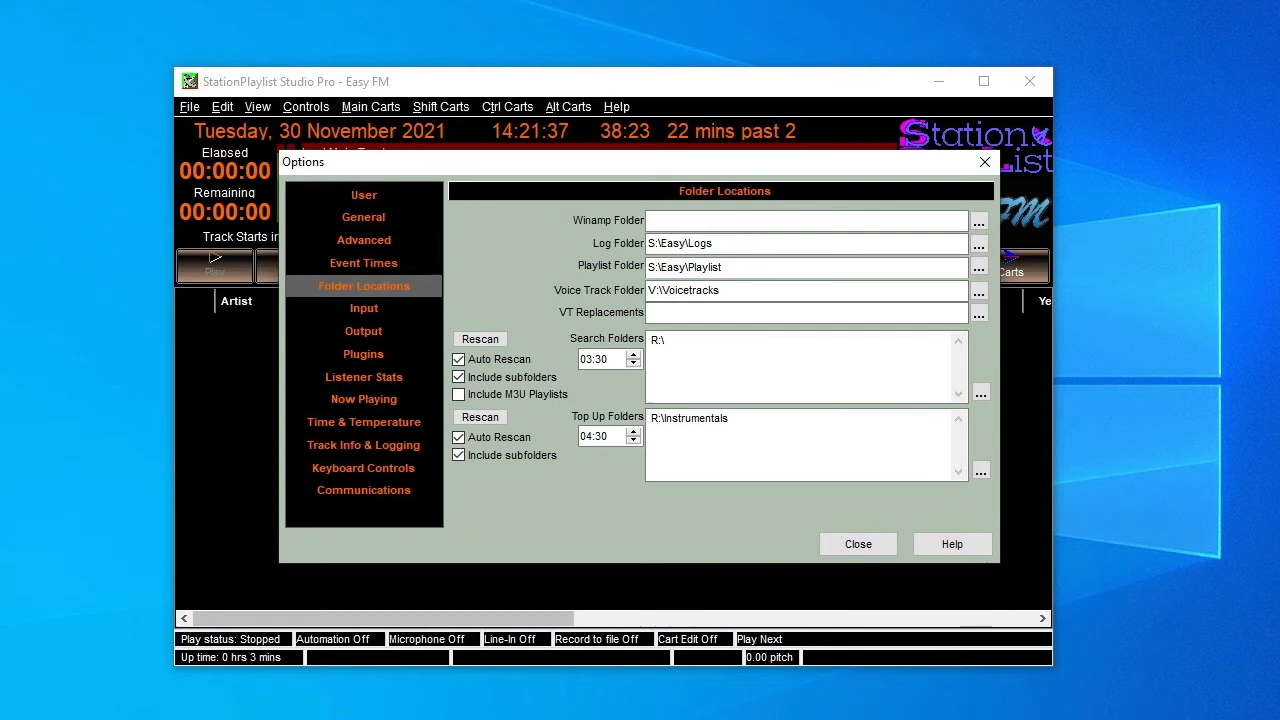 StationPlaylist Studio Pro - Easy FM
File Edit View Controls Main Carts Shift Carts Ctrl Carts Alt Carts Help
Tuesday, 30 November 2021 14:21:37 38:23 22 mins past 2
Station
List
FM
Elapsed
00:00:00
Remaining
00:00:00
Track Starts in
Play
Carts
Artist
Ye
Options
User
General
Advanced
Event Times
Folder Locations
Input
Output
Plugins
Listener Stats
Now Playing
Time & Temperature
Track Info & Logging
Keyboard Controls
Communications
Folder Locations
Winamp Folder ...
Log Folder S:\Easy\Logs ...
Playlist Folder S:\Easy\Playlist ...
Voice Track Folder V:\Voicetracks ...
VT Replacements ...
Rescan Search Folders R:\
Auto Rescan 03:30
Include subfolders
Include M3U Playlists ...
Rescan Top Up Folders R:\Instrumentals
Auto Rescan 04:30
Include subfolders ...
Close Help
Play status: Stopped Automation Off Microphone Off Line-In Off Record to file Off Cart Edit Off Play Next
Up time: 0 hrs 3 mins 0.00 pitch